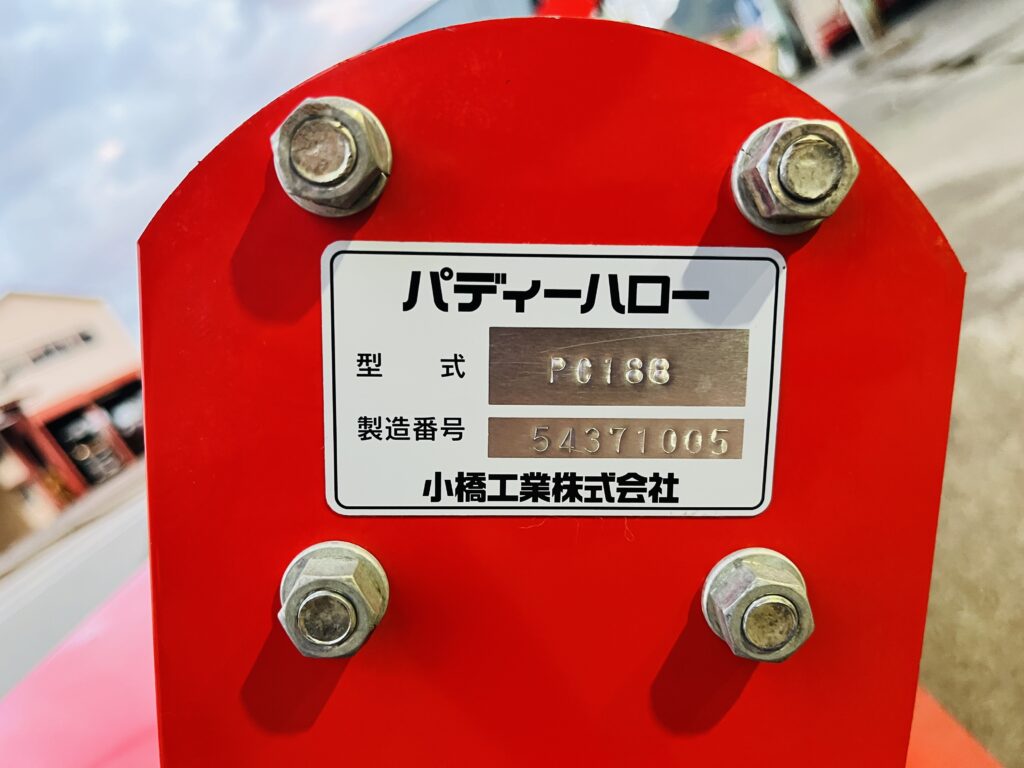 パディーハロー
型式 PC188
製造番号 54371005
小橋工業株式会社